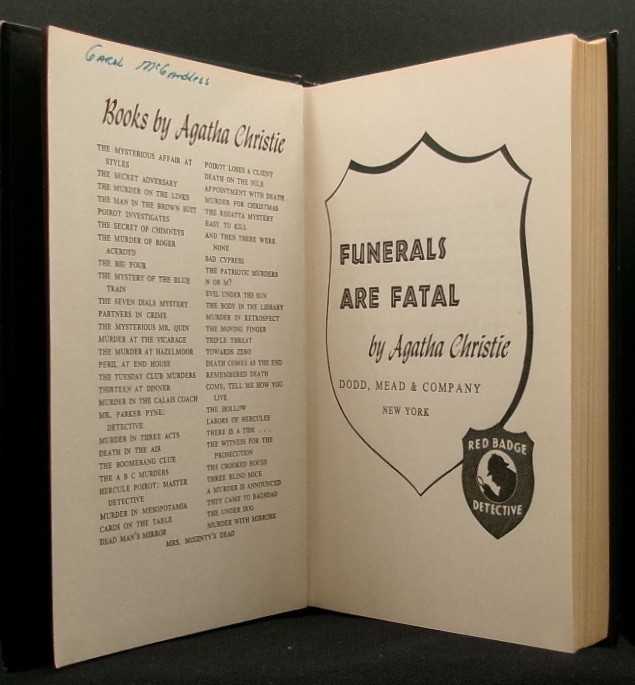 Carol McCandless
Books by Agatha Christie
THE MYSTERIOUS AFFAIR AT
STYLES
THE SECRET ADVERSARY
THE MURDER ON THE LINKS
THE MAN IN THE BROWN SUIT
POIROT INVESTIGATES
THE SECRET OF CHIMNEYS
THE MURDER OF ROGER
ACKROYD
THE BIG FOUR
THE MYSTERY OF THE BLUE
TRAIN
THE SEVEN DIALS MYSTERY
PARTNERS IN CRIME
THE MYSTERIOUS MR. QUIN
MURDER AT THE VICARAGE
THE MURDER AT HAZELMOOR
PERIL AT END HOUSE
THE TUESDAY CLUB MURDERS
THIRTEEN AT DINNER
MURDER IN THE CALAIS COACH
MR. PARKER PYNE:
DETECTIVE
MURDER IN THREE ACTS
DEATH IN THE AIR
THE BOOMERANG CLUE
THE A B C MURDERS
HERCULE POIROT: MASTER
DETECTIVE
MURDER IN MESOPOTAMIA
CARDS ON THE TABLE
DEAD MAN'S MIRROR
POIROT LOSES A CLIENT
DEATH ON THE NILE
APPOINTMENT WITH DEATH
MURDER FOR CHRISTMAS
THE REGATTA MYSTERY
EASY TO KILL
AND THEN THERE WERE
NONE
SAD CYPRESS
THE PATRIOTIC MURDERS
N OR M?
EVIL UNDER THE SUN
THE BODY IN THE LIBRARY
MURDER IN RETROSPECT
THE MOVING FINGER
TRIPLE THREAT
TOWARDS ZERO
DEATH COMES AS THE END
REMEMBERED DEATH
COME, TELL ME HOW YOU
LIVE
THE HOLLOW
LABORS OF HERCULES
THERE IS A TIDE . . .
THE WITNESS FOR THE
PROSECUTION
THE CROOKED HOUSE
THREE BLIND MICE
A MURDER IS ANNOUNCED
THEY CAME TO BAGHDAD
THE UNDER DOG
MURDER WITH MIRRORS
MRS. McGINTY'S DEAD
FUNERALS
ARE FATAL
by Agatha Christie
DODD, MEAD & COMPANY
NEW YORK
RED BADGE
DETECTIVE